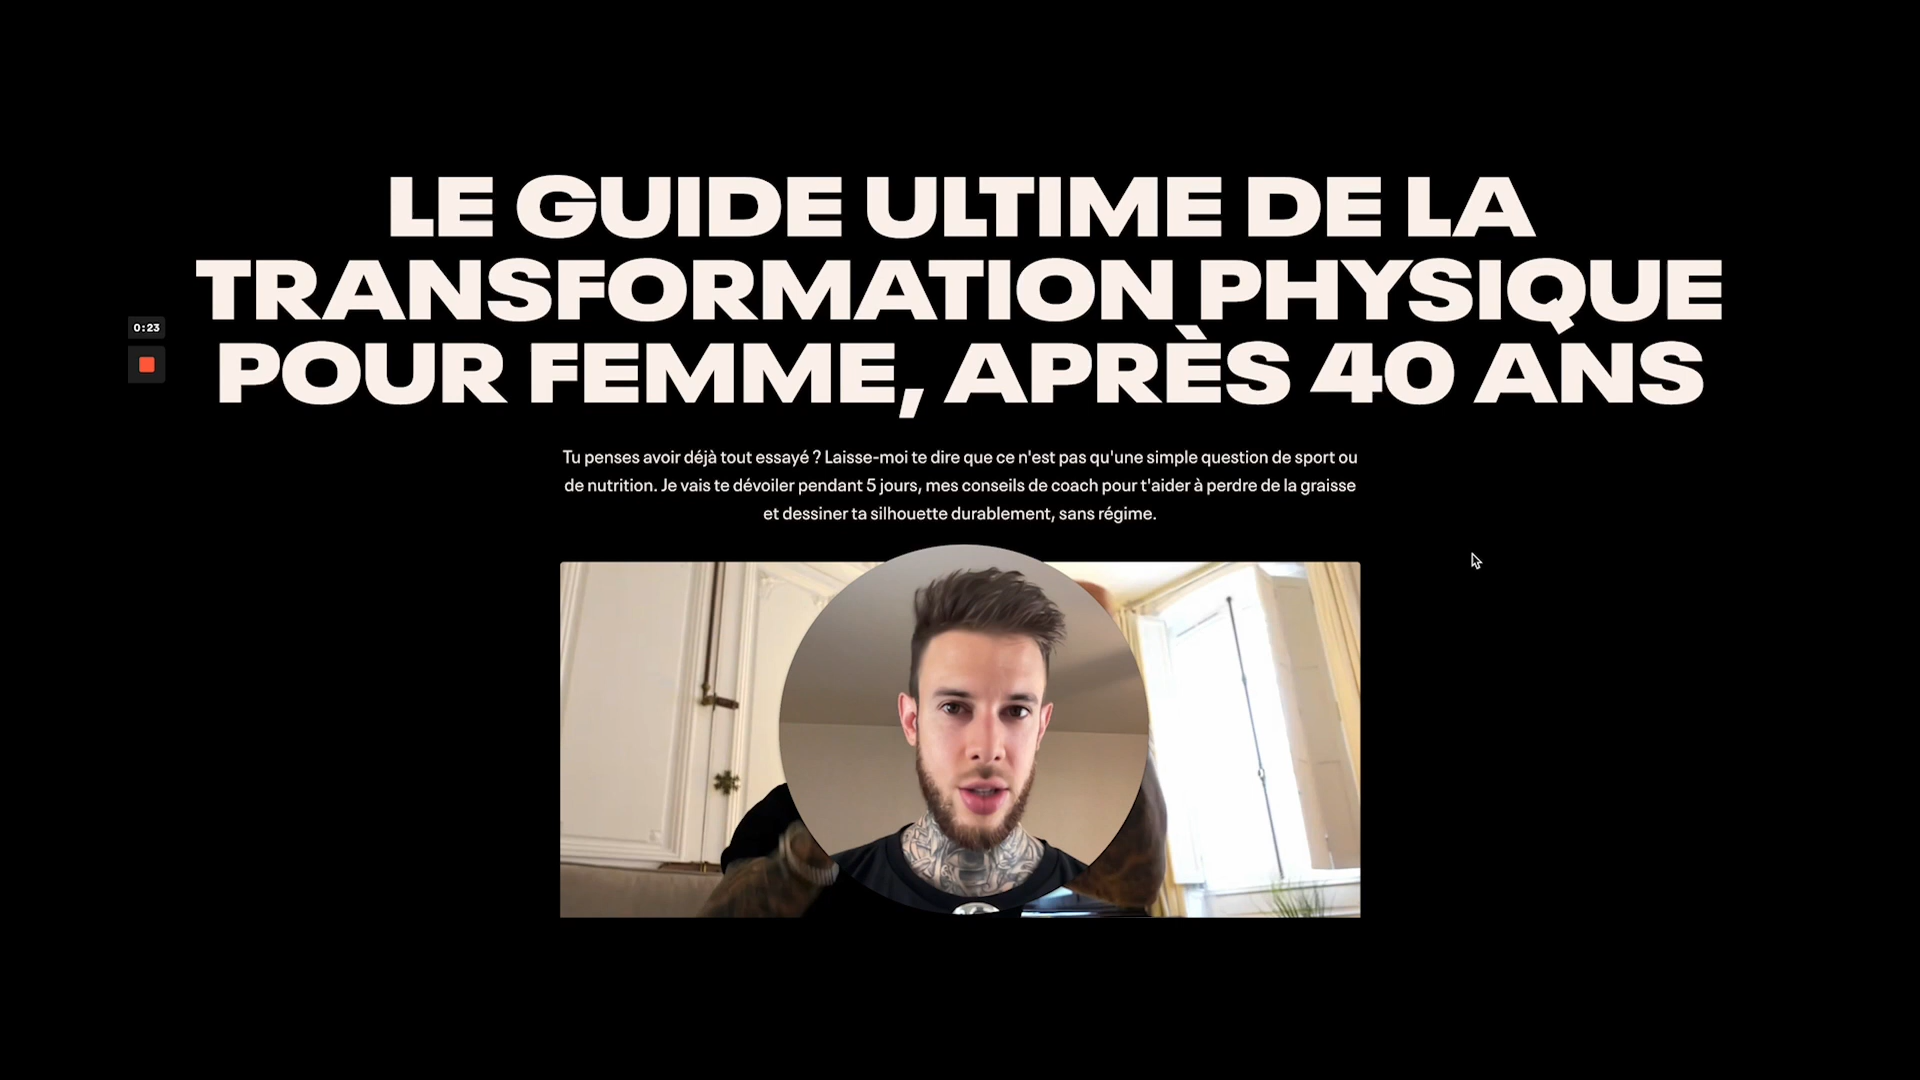 LE GUIDE ULTIME DE LA
TRANSFORMATION PHYSIQUE
POUR FEMME, APRÈS 40 ANS
0:23
Tu penses avoir déjà tout essayé ? Laisse-moi te dire que ce n'est pas qu'une simple question de sport ou
de nutrition. Je vais te dévoiler pendant 5 jours, mes conseils de coach pour t'aider à perdre de la graisse
et dessiner ta silhouette durablement, sans régime.